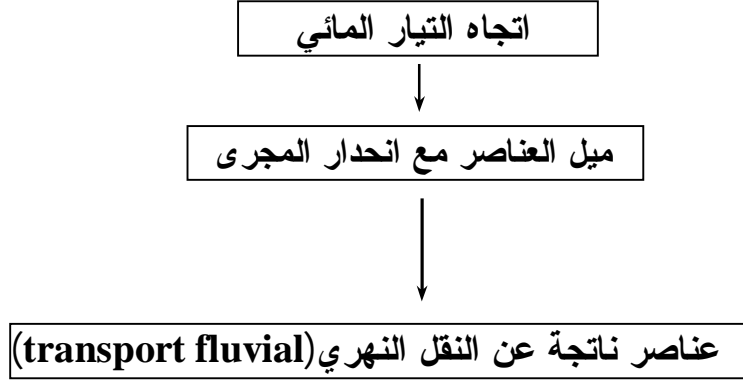 اتجاه التيار المائي
ميل العناصر مع انحدار المجرى
عناصر ناتجة عن النقل النهري(transport fluvial)